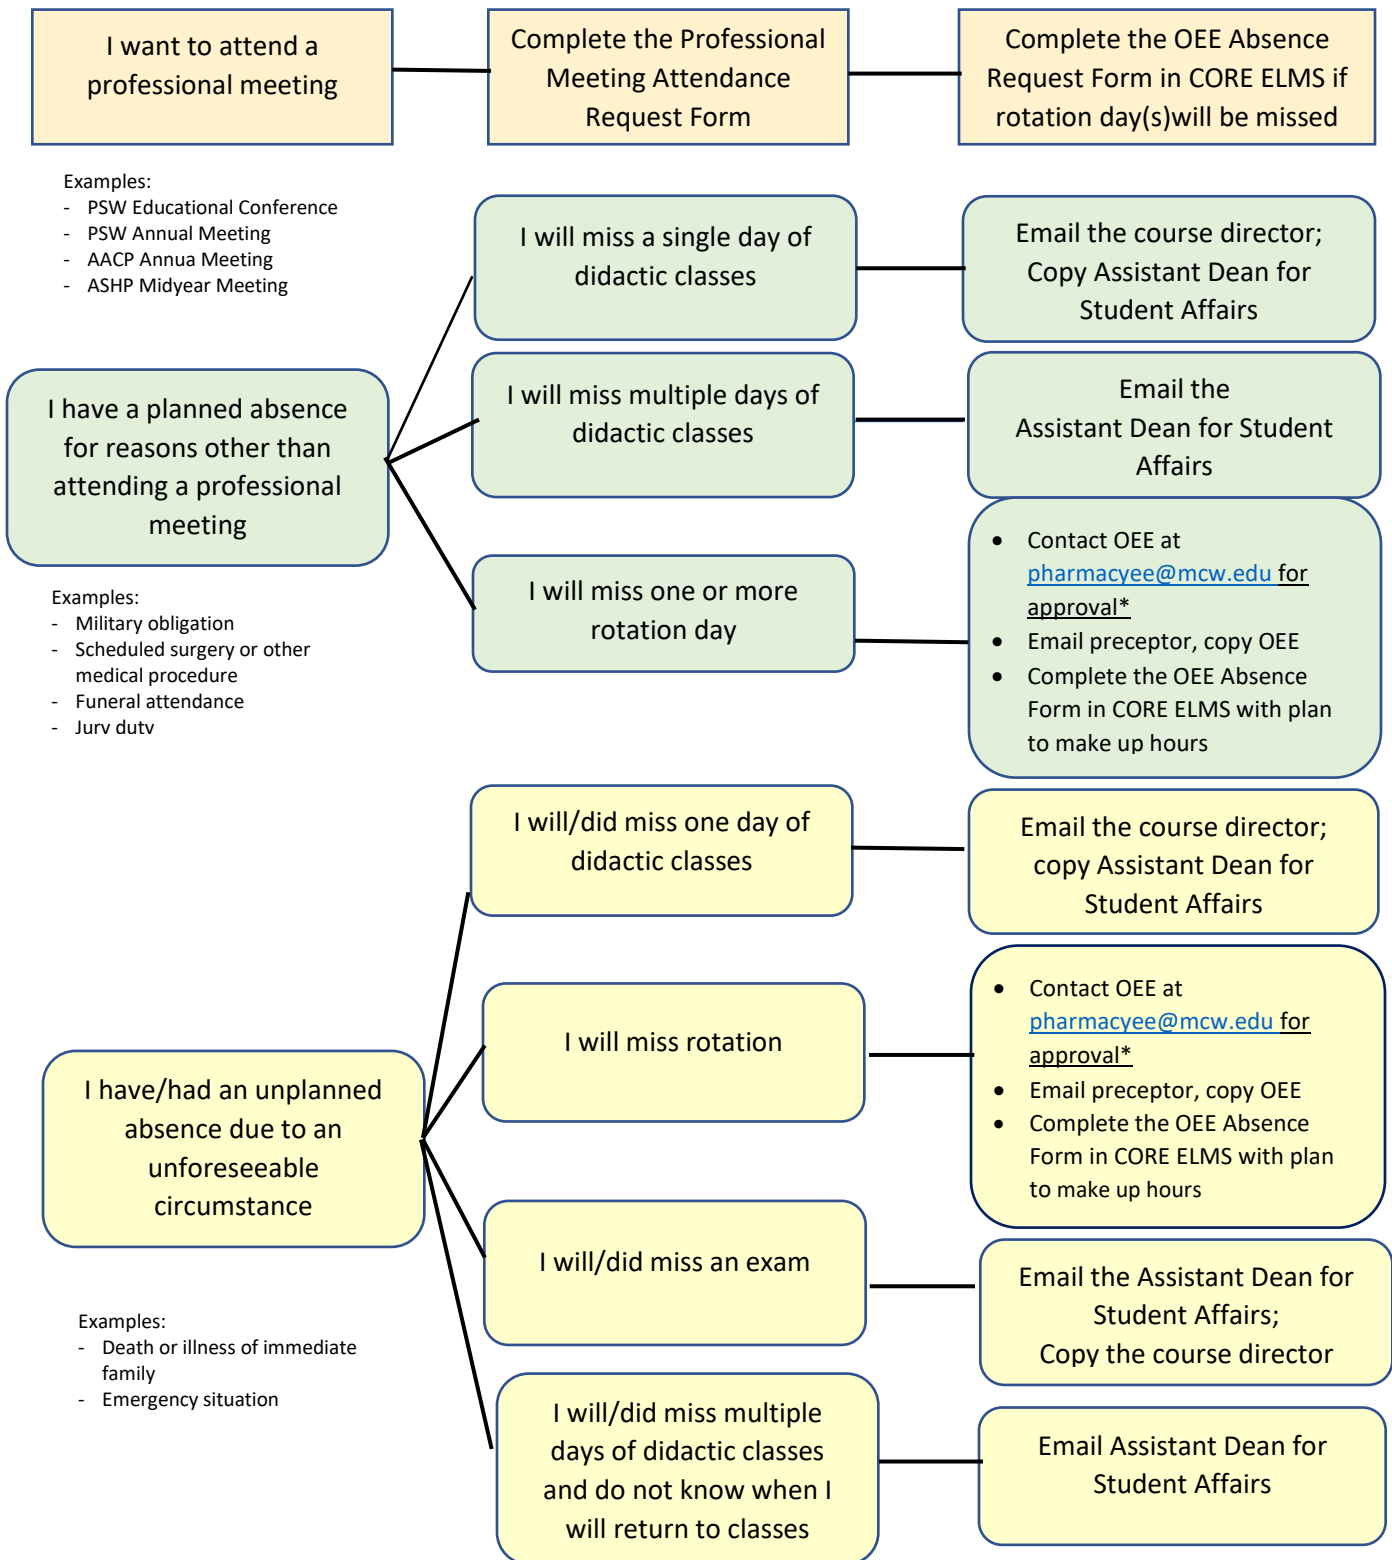 I want to attend a
professional meeting
Complete the Professional
Meeting Attendance
Request Form
Complete the OEE Absence
Request Form in CORE ELMS if
rotation day(s)will be missed
Examples:
- PSW Educational Conference
- PSW Annual Meeting
- AACP Annua Meeting
- ASHP Midyear Meeting
I have a planned absence
for reasons other than
attending a professional
meeting
Examples:
- Military obligation
- Scheduled surgery or other
medical procedure
- Funeral attendance
- Jury duty
I will miss a single day of
didactic classes
Email the course director;
Copy Assistant Dean for
Student Affairs
I will miss multiple days of
didactic classes
Email the
Assistant Dean for Student
Affairs
I will miss one or more
rotation day
• Contact OEE at
pharmacyee@mcw.edu for
approval*
• Email preceptor, copy OEE
• Complete the OEE Absence
Form in CORE ELMS with plan
to make up hours
I have/had an unplanned
absence due to an
unforeseeable
circumstance
Examples:
- Death or illness of immediate
family
- Emergency situation
I will/did miss one day of
didactic classes
Email the course director;
copy Assistant Dean for
Student Affairs
I will miss rotation
• Contact OEE at
pharmacyee@mcw.edu for
approval*
• Email preceptor, copy OEE
• Complete the OEE Absence
Form in CORE ELMS with plan
to make up hours
I will/did miss an exam
Email the Assistant Dean for
Student Affairs;
Copy the course director
I will/did miss multiple
days of didactic classes
and do not know when I
will return to classes
Email Assistant Dean for
Student Affairs